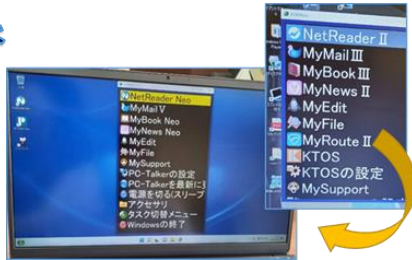 NetReader Neo
MyMail V
MyBook Neo
MyNews Neo
MyEdit
MyFile
MySupport
PC-Talkerの設定
PC-Talkerを最新に
電源を切る(スリープ
アクセサリ
タスク切替メニュー
Windowsの終了
NetReader II
MyMail III
MyBook III
MyNews II
MyEdit
MyFile
MyRoute II
KTOS
KTOSの設定
MySupport